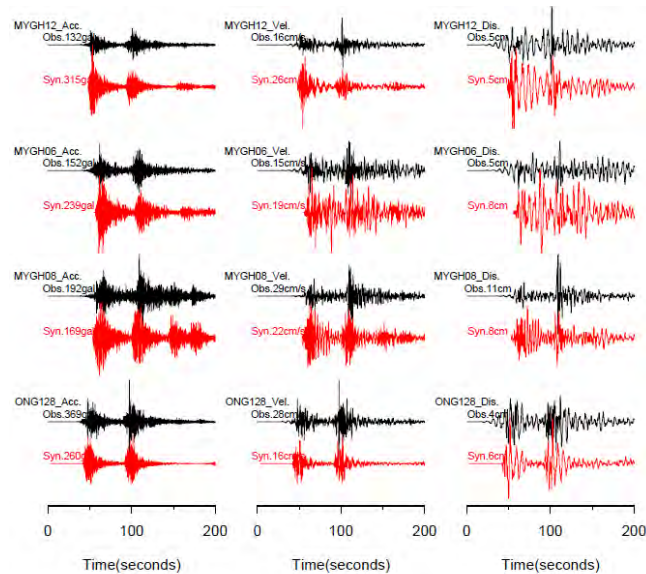 MYGH12_Acc. MYGH12_Vel. MYGH12_Dis.
Obs.132gal Obs.16cm/s Obs.5cm
Syn.315gal Syn.26cm Syn.5cm
MYGH06_Acc. MYGH06_Vel. MYGH06_Dis.
Obs.152gal Obs.15cm/s Obs.5cm
Syn.239gal Syn.19cm/s Syn.8cm
MYGH08_Acc. MYGH08_Vel. MYGH08_Dis.
Obs.192gal Obs.29cm/s Obs.11cm
Syn.169gal Syn.22cm/s Syn.8cm
ONG128_Acc. ONG128_Vel. ONG128_Dis.
Obs.369g Obs.28cm Obs.4cm
Syn.260g Syn.16cm Syn.6cm
0 100 200 0 100 200 0 100 200
Time(seconds) Time(seconds) Time(seconds)